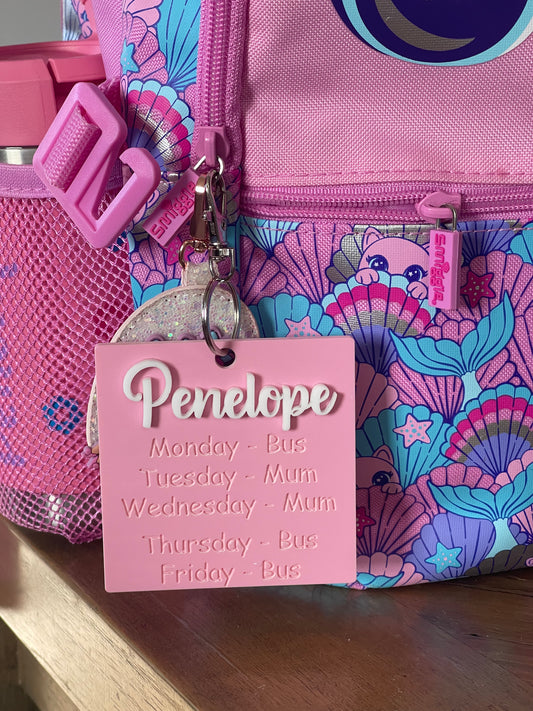 Smiggle
Smiggle
Penelope
Monday - Bus
Tuesday - Mum
Wednesday - Mum
Thursday - Bus
Friday - Bus